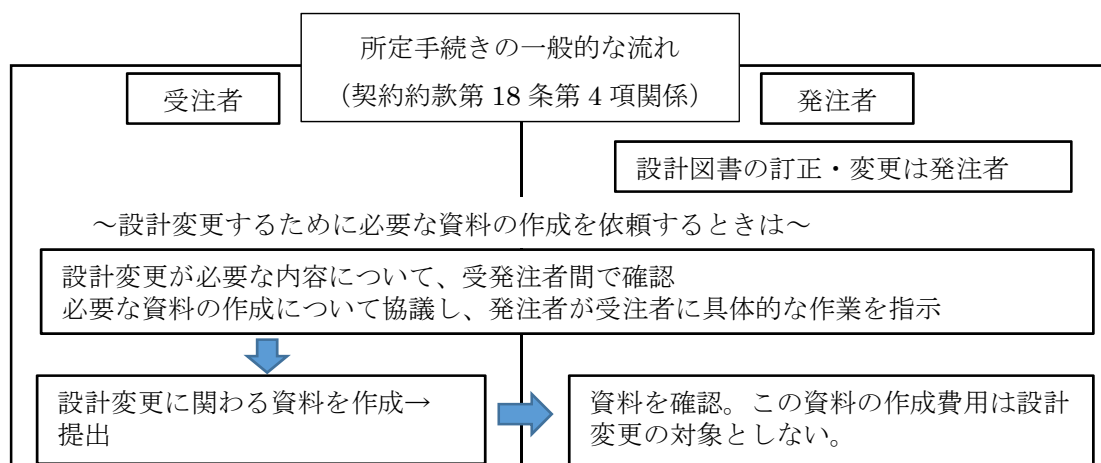 所定手続きの一般的な流れ
（契約約款第 18 条第 4 項関係）
受注者
発注者
設計図書の訂正・変更は発注者
～設計変更するために必要な資料の作成を依頼するときは～
設計変更が必要な内容について、受発注者間で確認
必要な資料の作成について協議し、発注者が受注者に具体的な作業を指示
設計変更に関わる資料を作成→
提出
資料を確認。この資料の作成費用は設計
変更の対象としない。